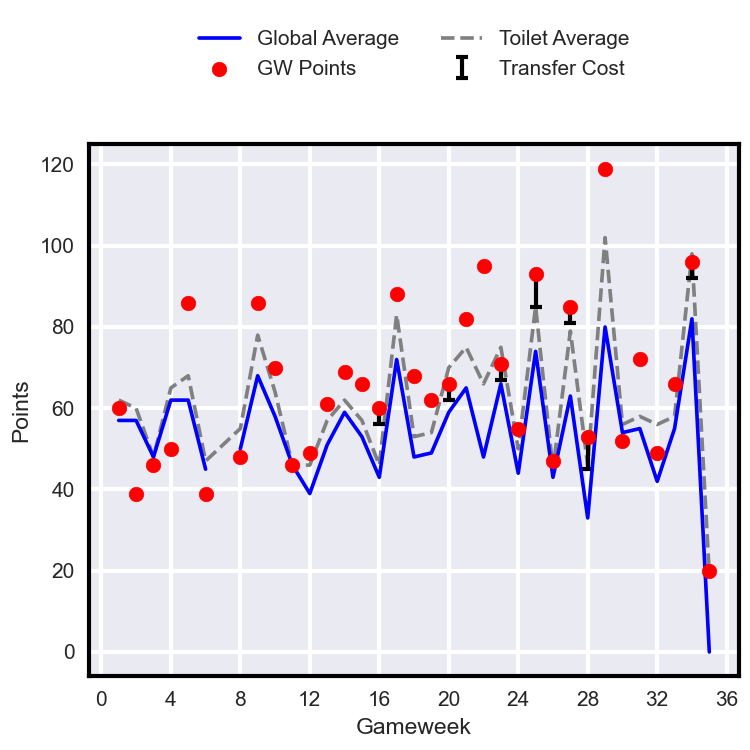 Global Average
GW Points
Toilet Average
Transfer Cost
120
100
80
60
40
20
0
Points
0 4 8 12 16 20 24 28 32 36
Gameweek